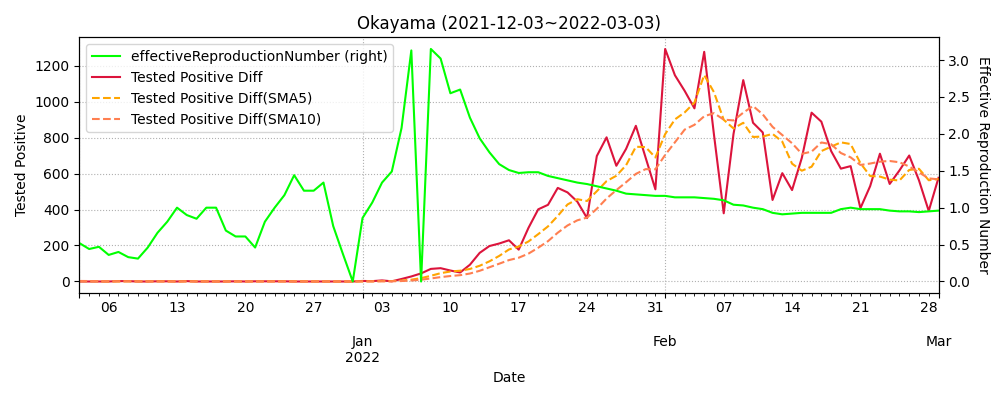 Okayama (2021-12-03~2022-03-03)
effectiveReproductionNumber (right)
Tested Positive Diff
Tested Positive Diff(SMA5)
Tested Positive Diff(SMA10)
Tested Positive
1200
1000
800
600
400
200
0
Effective Reproduction Number
3.0
2.5
2.0
1.5
1.0
0.5
0.0
06 13 20 27 03 10 17 24 31 07 14 21 28
Jan Feb Mar
2022
Date